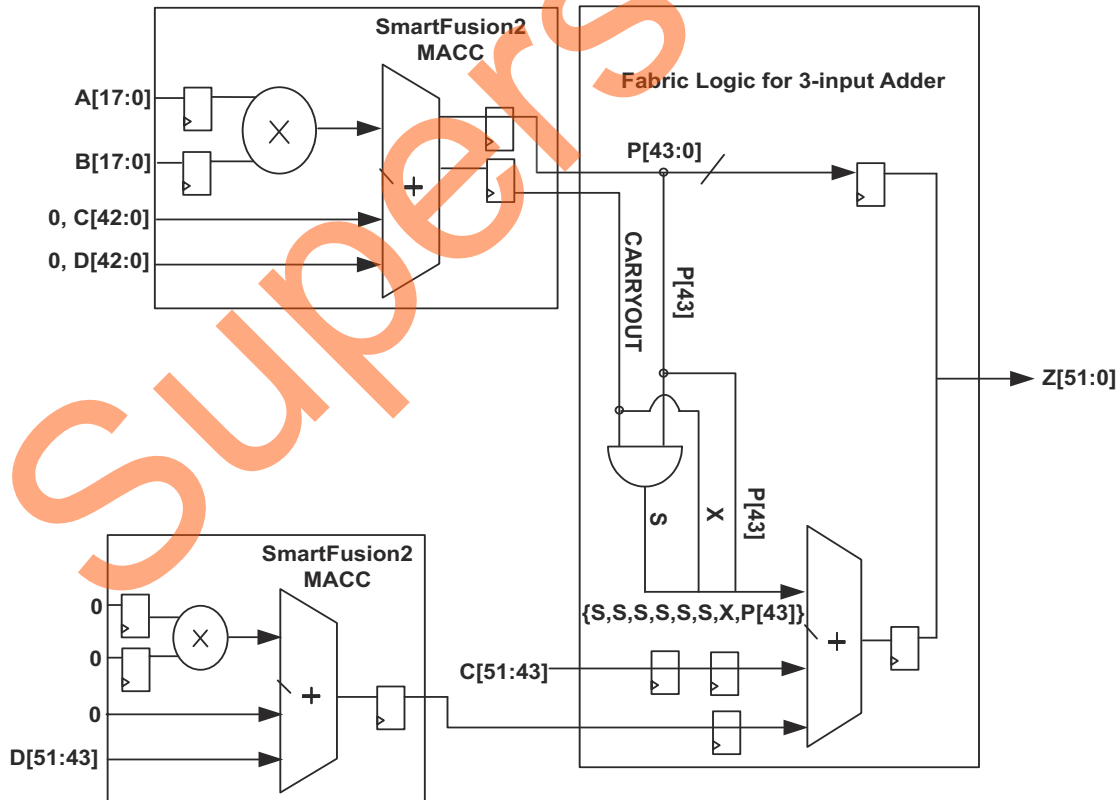 SmartFusion2
MACC
Fabric Logic for 3-input Adder
A[17:0]
X
B[17:0]
+
0, C[42:0]
0, D[42:0]
P[43:0]
CARRYOUT
P[43]
Z[51:0]
S
X
P[43]
{S,S,S,S,S,S,X,P[43]}
+
C[51:43]
SmartFusion2
MACC
0
X
0
+
0
D[51:43]
Supers